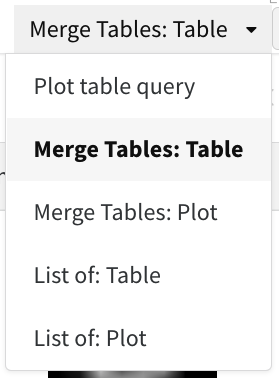 Merge Tables: Table
Plot table query
Merge Tables: Table
Merge Tables: Plot
List of: Table
List of: Plot